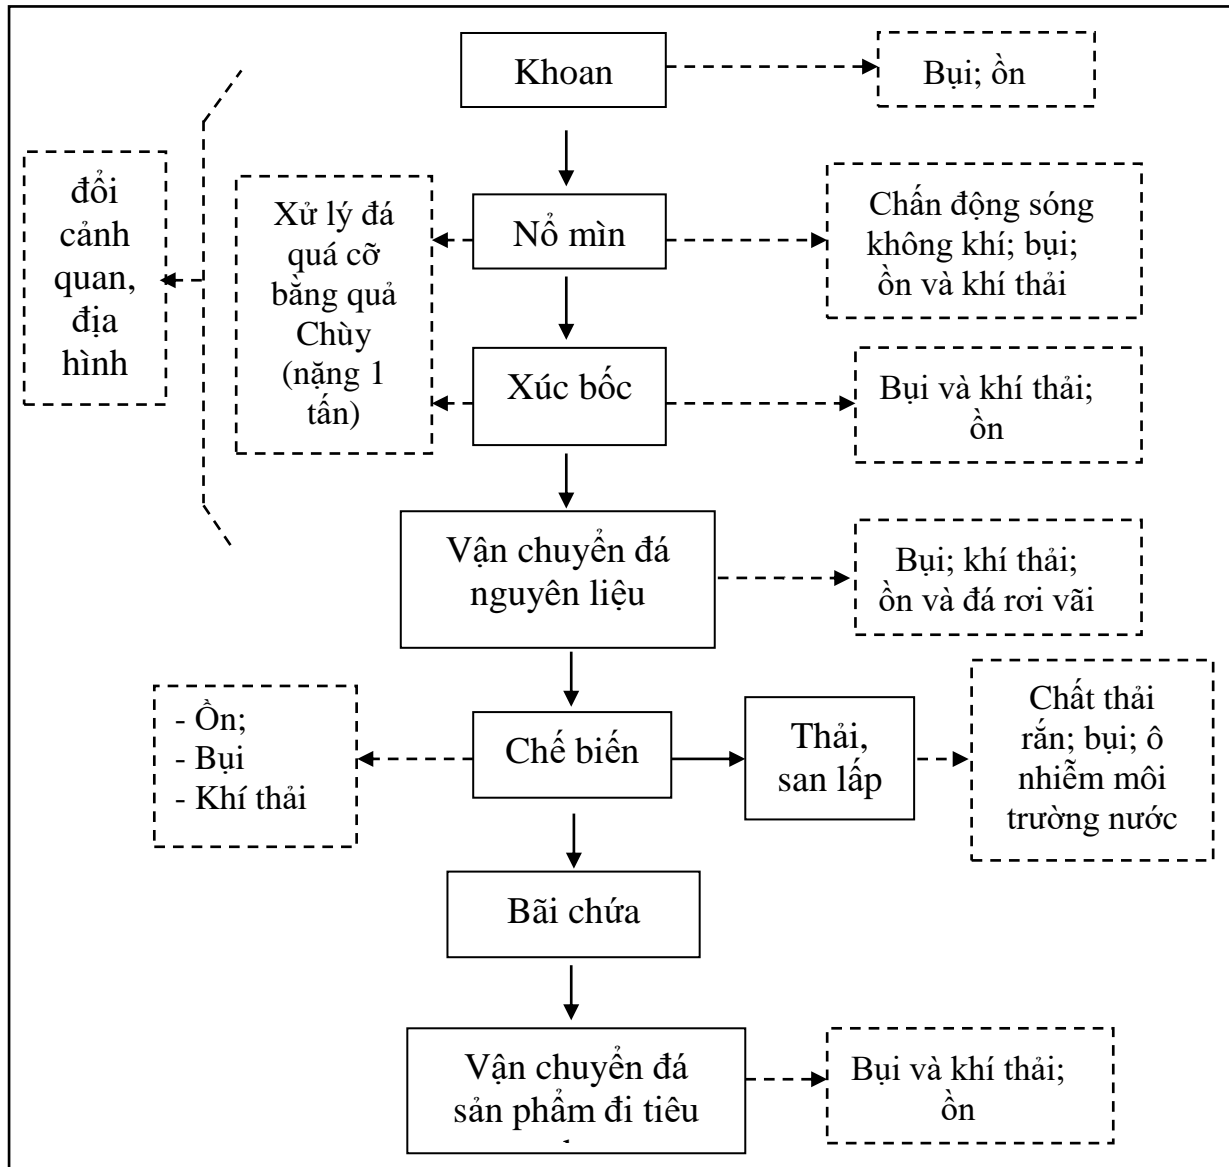 Khoan
Bụi; ồn
đổi
cảnh
quan,
địa
hình
Xử lý đá
quá cỡ
bằng quả
Chùy
(nặng 1
tấn)
Nổ mìn
Chấn động sóng
không khí; bụi;
ồn và khí thải
Xúc bốc
Bụi và khí thải;
ồn
Vận chuyển đá
nguyên liệu
Bụi; khí thải;
ồn và đá rơi vãi
- Ồn;
- Bụi
- Khí thải
Chế biến
Thải,
san lấp
Chất thải
rắn; bụi; ô
nhiễm môi
trường nước
Bãi chứa
Vận chuyển đá
sản phẩm đi tiêu
Bụi và khí thải;
ồn